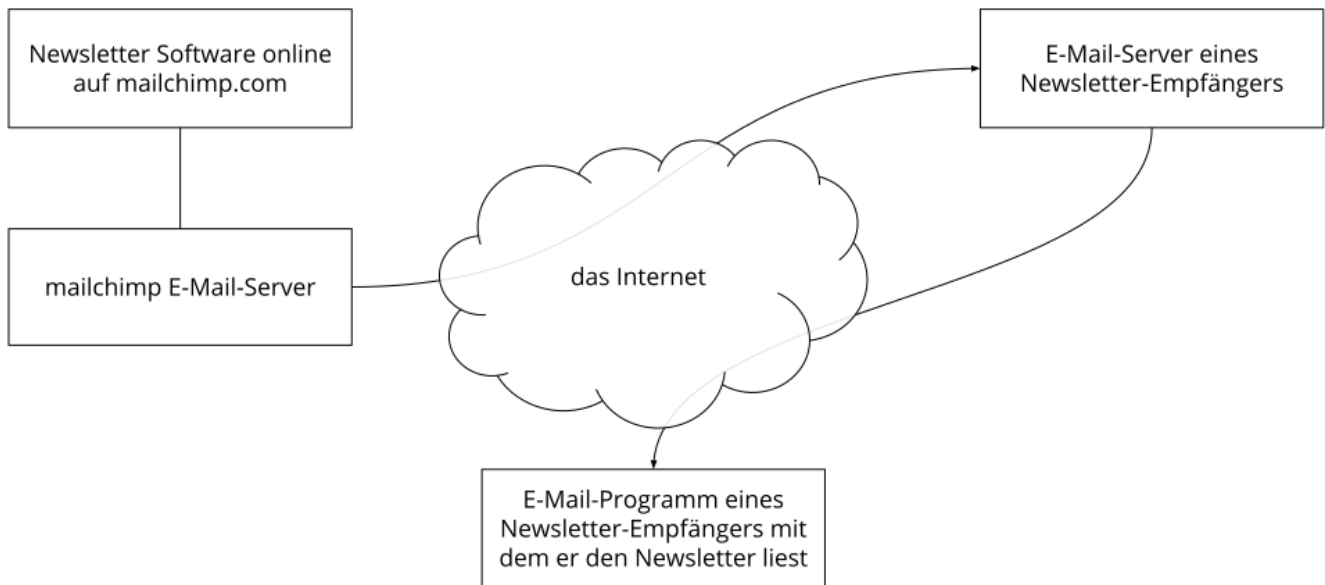 Newsletter Software online
auf mailchimp.com
E-Mail-Server eines
Newsletter-Empfängers
mailchimp E-Mail-Server
das Internet
E-Mail-Programm eines
Newsletter-Empfängers mit
dem er den Newsletter liest